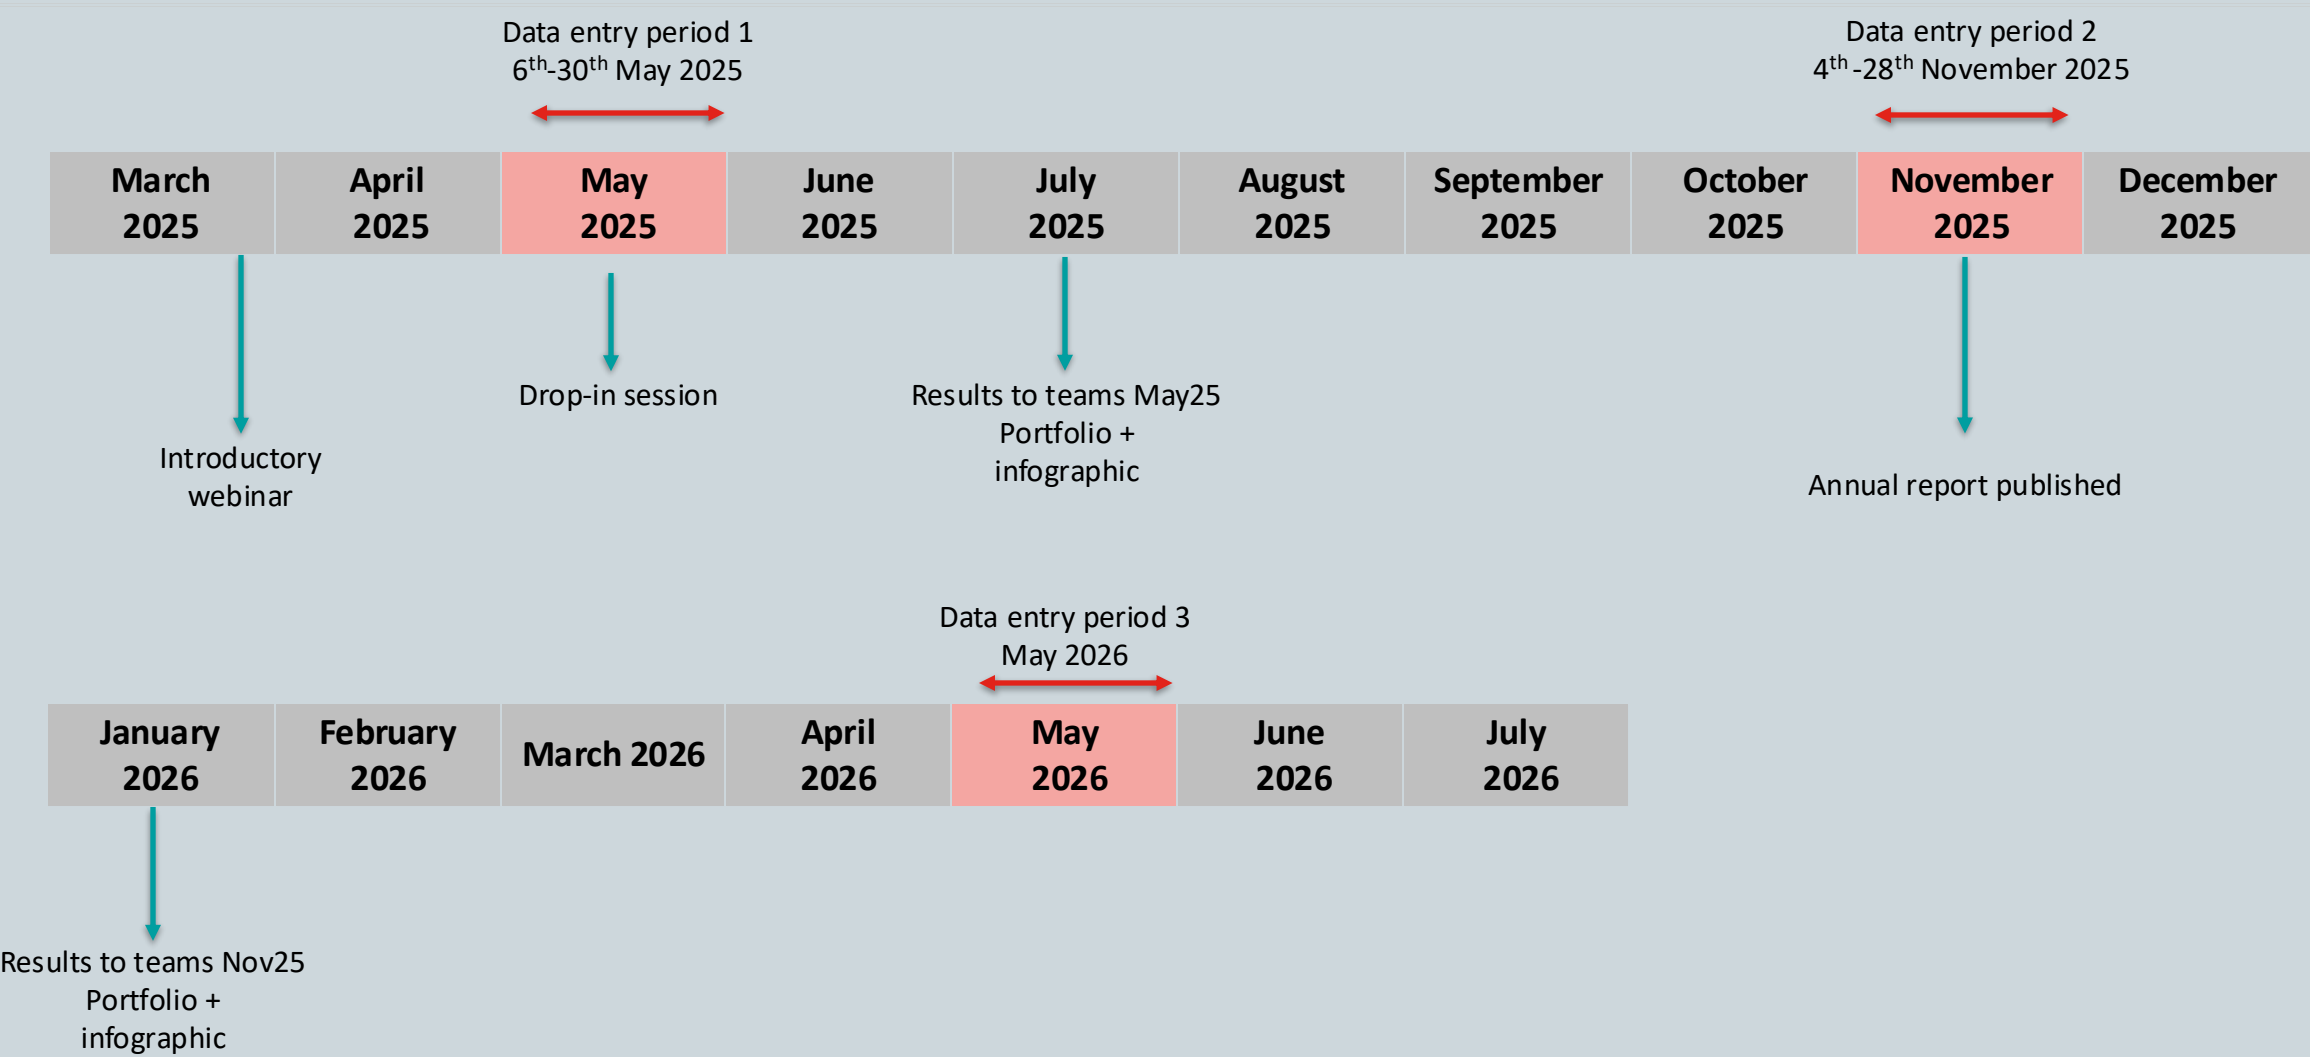 Data entry period 1
6th-30th May 2025
Data entry period 2
4th-28th November 2025
March
2025
April
2025
May
2025
June
2025
July
2025
August
2025
September
2025
October
2025
November
2025
December
2025
Introductory
webinar
Drop-in session
Results to teams May25
Portfolio +
infographic
Annual report published
Data entry period 3
May 2026
January
2026
February
2026
March 2026
April
2026
May
2026
June
2026
July
2026
Results to teams Nov25
Portfolio +
infographic